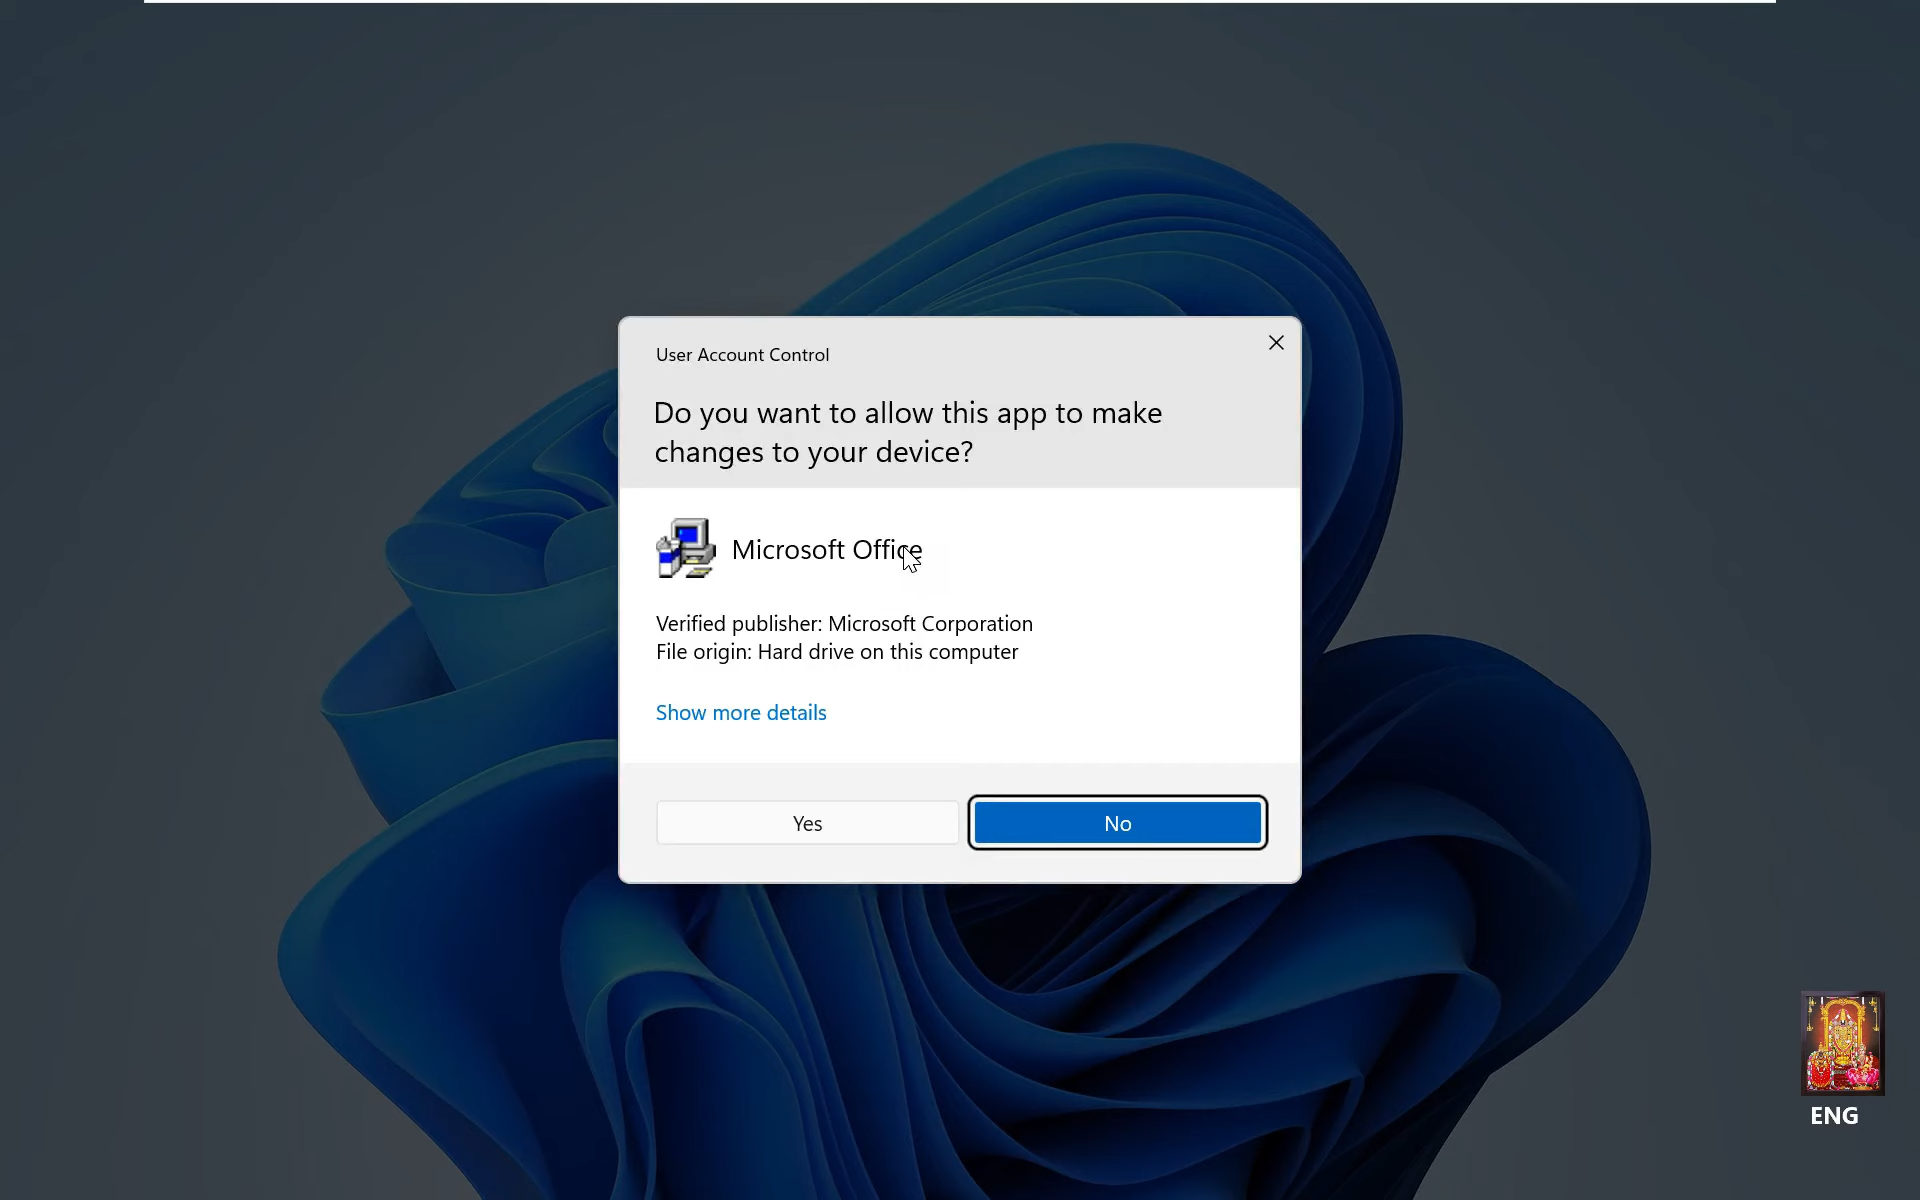 User Account Control
Do you want to allow this app to make
changes to your device?
Microsoft Office
Verified publisher: Microsoft Corporation
File origin: Hard drive on this computer
Show more details
Yes
No
ENG